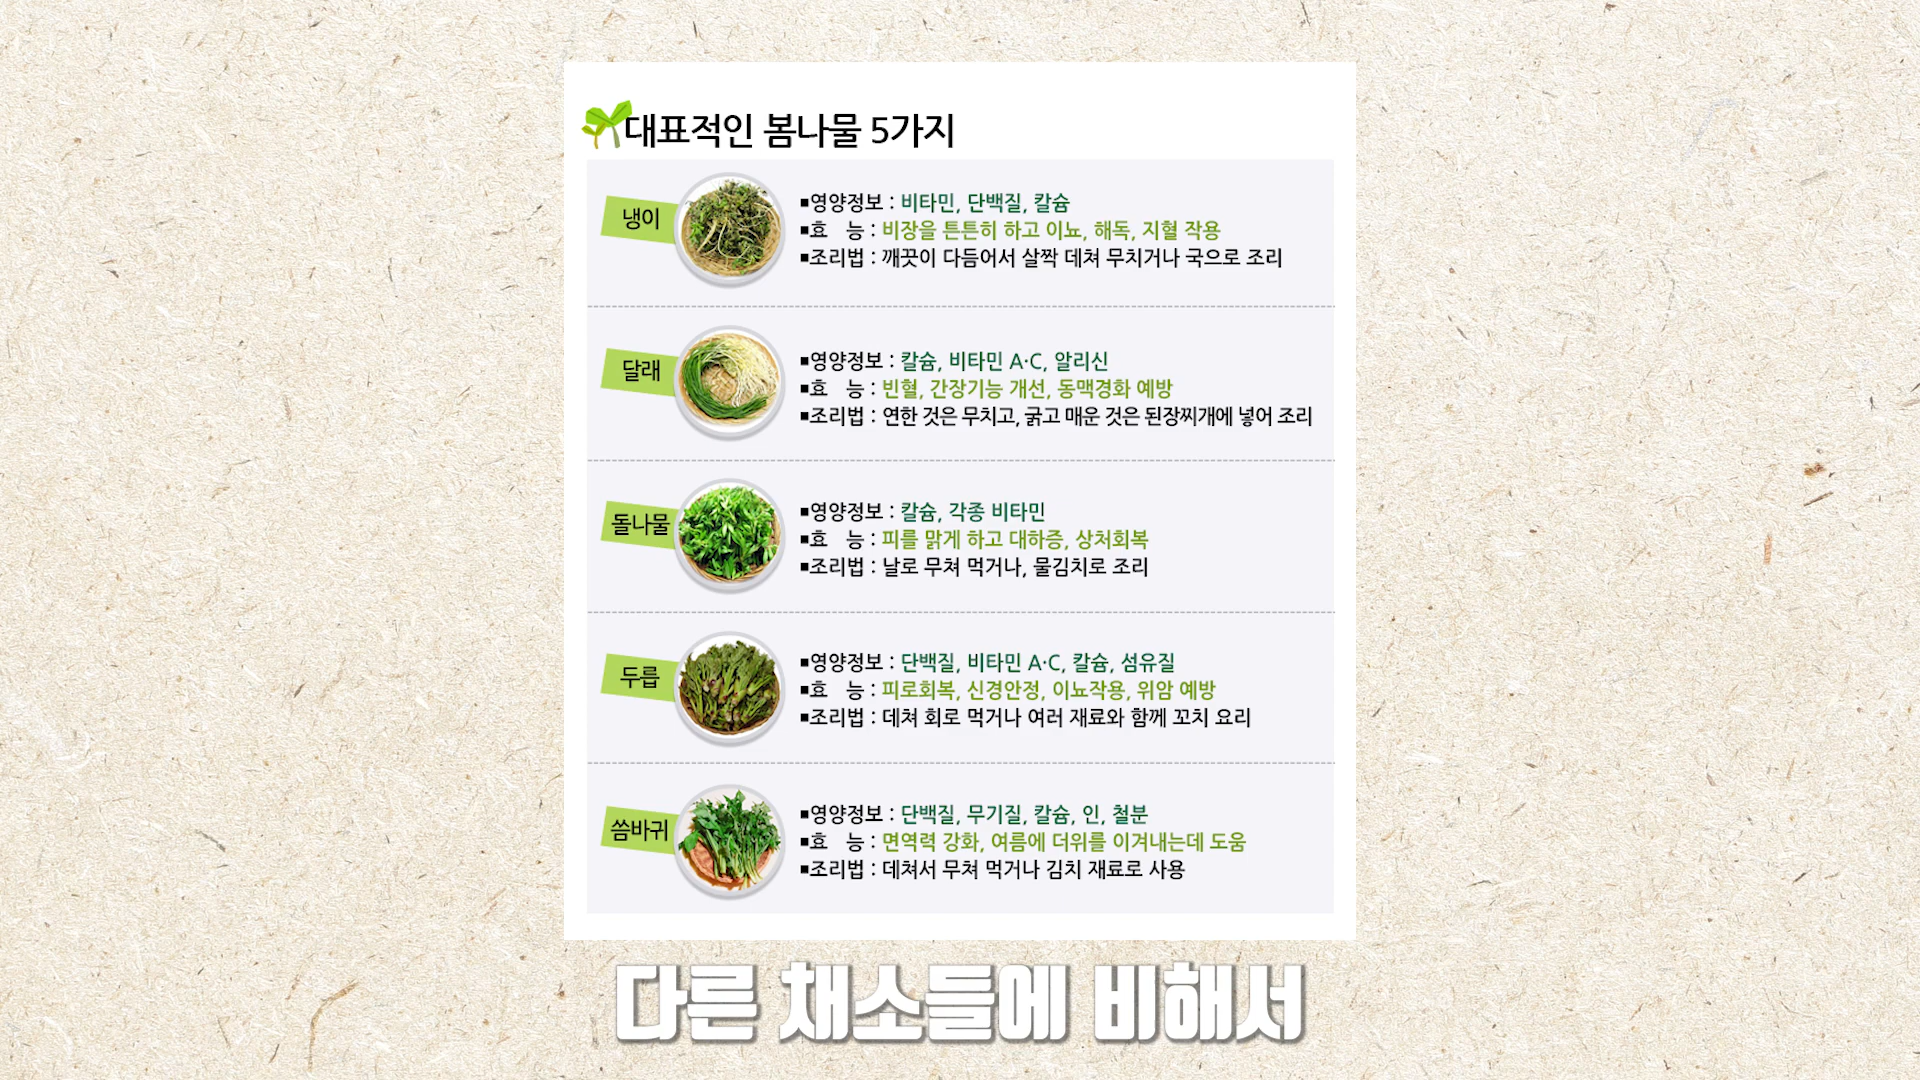 대표적인 봄나물 5가지
냉이
▪영양정보 : 비타민, 단백질, 칼슘
▪효 능 : 비장을 튼튼히 하고 이뇨, 해독, 지혈 작용
▪조리법 : 깨끗이 다듬어서 살짝 데쳐 무치거나 국으로 조리
달래
▪영양정보 : 칼슘, 비타민 A·C, 알리신
▪효 능 : 빈혈, 간장기능 개선, 동맥경화 예방
▪조리법 : 연한 것은 무치고, 굵고 매운 것은 된장찌개에 넣어 조리
돌나물
▪영양정보 : 칼슘, 각종 비타민
▪효 능 : 피를 맑게 하고 대하증, 상처회복
▪조리법 : 날로 무쳐 먹거나, 물김치로 조리
두릅
▪영양정보 : 단백질, 비타민 A·C, 칼슘, 섬유질
▪효 능 : 피로회복, 신경안정, 이뇨작용, 위암 예방
▪조리법 : 데쳐 회로 먹거나 여러 재료와 함께 꼬치 요리
씀바귀
▪영양정보 : 단백질, 무기질, 칼슘, 인, 철분
▪효 능 : 면역력 강화, 여름에 더위를 이겨내는데 도움
▪조리법 : 데쳐서 무쳐 먹거나 김치 재료로 사용
다른 채소들에 비해서